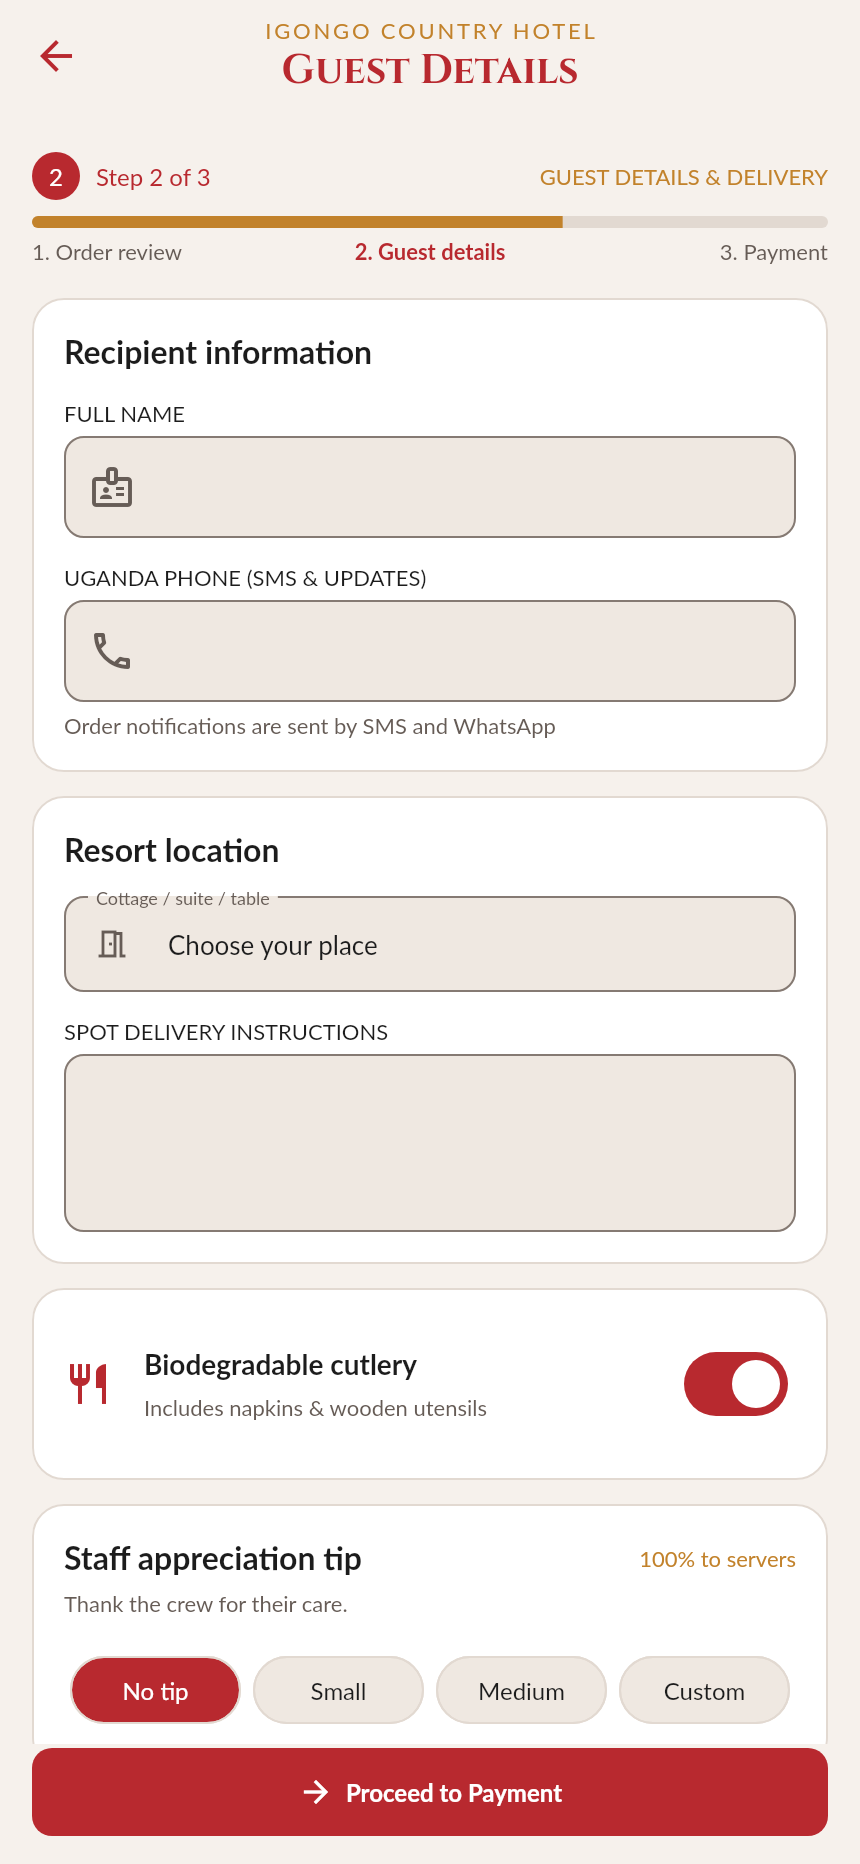 IGONGO COUNTRY HOTEL
Guest Details
2 Step 2 of 3 GUEST DETAILS & DELIVERY
1. Order review 2. Guest details 3. Payment
Recipient information
FULL NAME
UGANDA PHONE (SMS & UPDATES)
Order notifications are sent by SMS and WhatsApp
Resort location
Cottage / suite / table
Choose your place
SPOT DELIVERY INSTRUCTIONS
Biodegradable cutlery
Includes napkins & wooden utensils
Staff appreciation tip 100% to servers
Thank the crew for their care.
No tip Small Medium Custom
Proceed to Payment